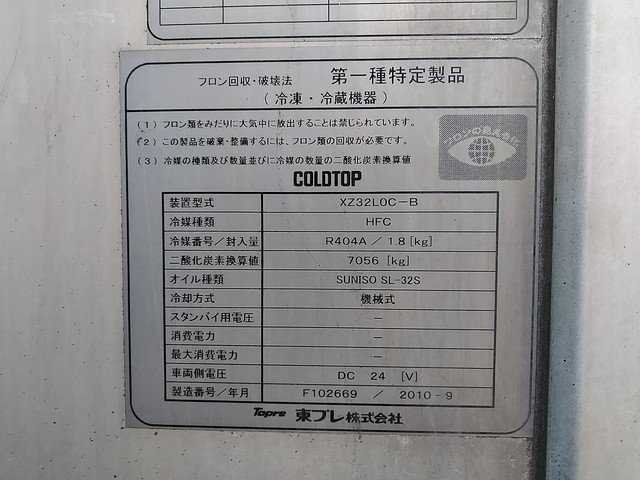 フロン回収・破壊法 第一種特定製品
(冷凍・冷蔵機器)
(1) フロン類をみだりに大気中に放出することは禁じられています。
(2) この製品を廃棄・整備するには、フロン類の回収が必要です。
(3) 冷媒の種類及び数量並びに冷媒の数量の二酸化炭素換算値
フロンの見える化
COLDTOP
装置型式 XZ32L0C-B
冷媒種類 HFC
冷媒番号/封入量 R404A / 1.8[kg]
二酸化炭素換算値 7056 [kg]
オイル種類 SUNISO SL-32S
冷却方式 機械式
スタンバイ用電圧 -
消費電力 -
最大消費電力 -
車両側電圧 DC 24 [V]
製造番号/年月 F102669 / 2010-9
Topre 東プレ株式会社